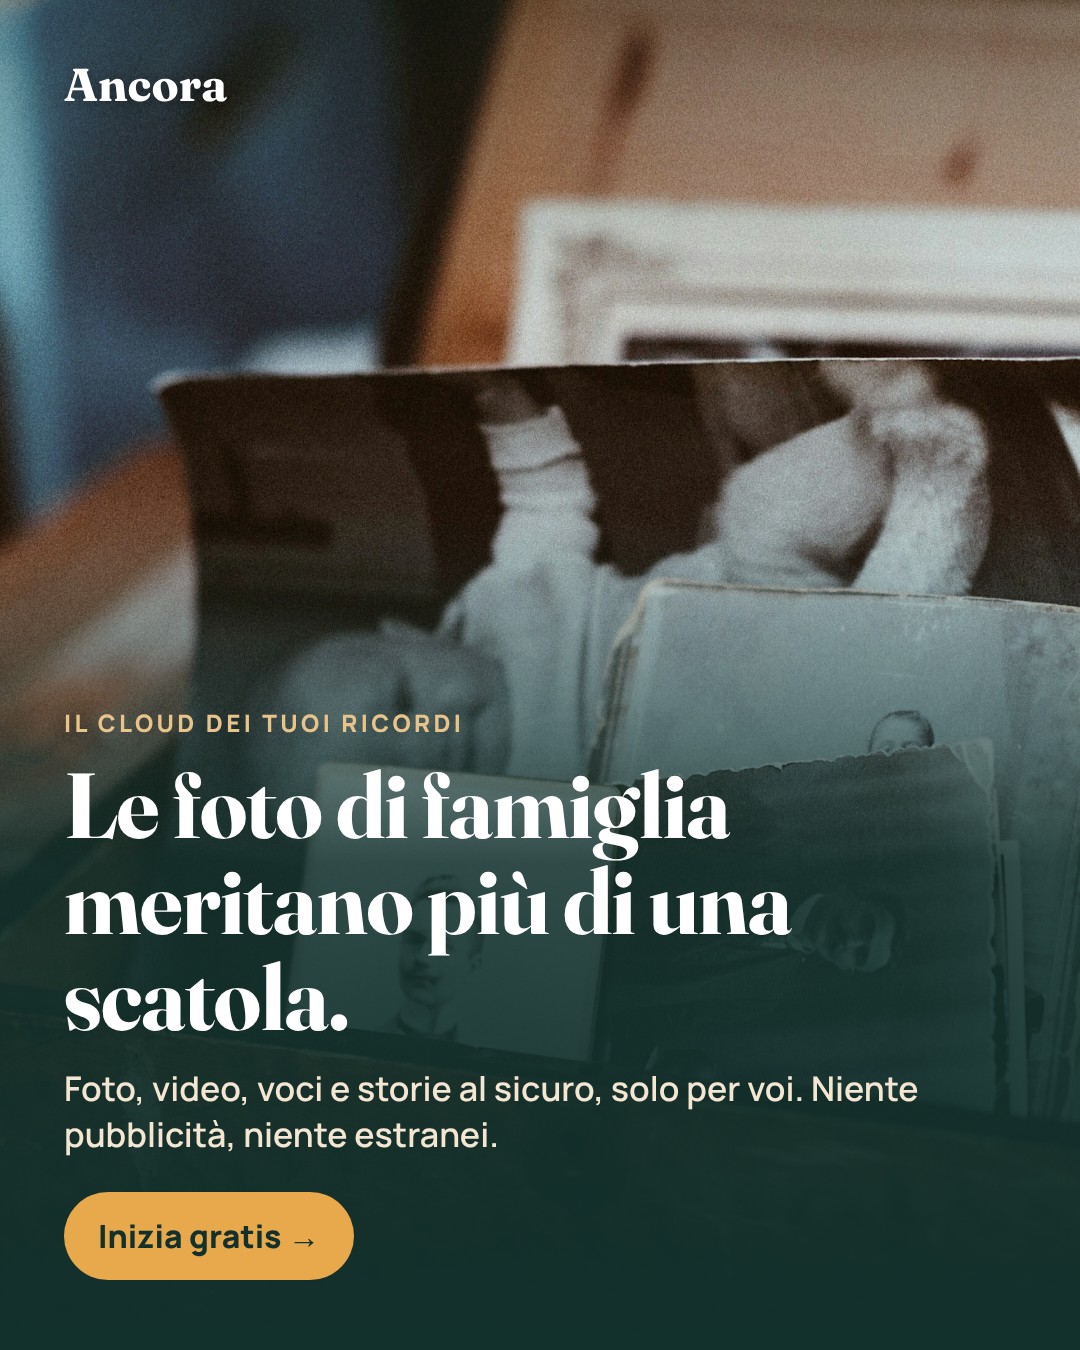 Ancora
IL CLOUD DEI TUOI RICORDI
Le foto di famiglia
meritano più di una
scatola.
Foto, video, voci e storie al sicuro, solo per voi. Niente
pubblicità, niente estranei.
Inizia gratis →